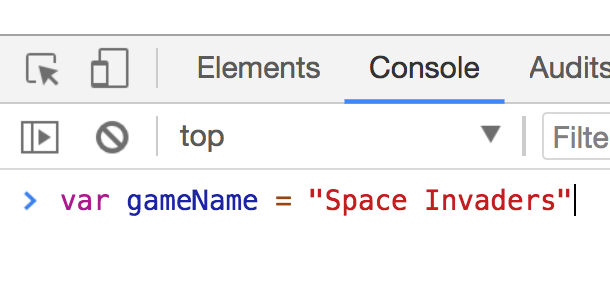 Elements Console Audits
top Filte
> var gameName = "Space Invaders"